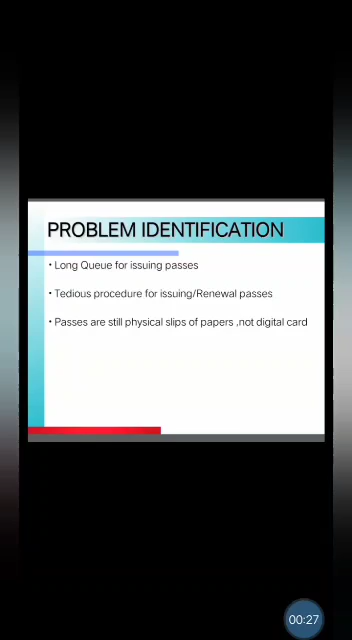 PROBLEM IDENTIFICATION
• Long Queue for issuing passes
• Tedious procedure for issuing/Renewal passes
• Passes are still physical slips of papers ,not digital card
00:27